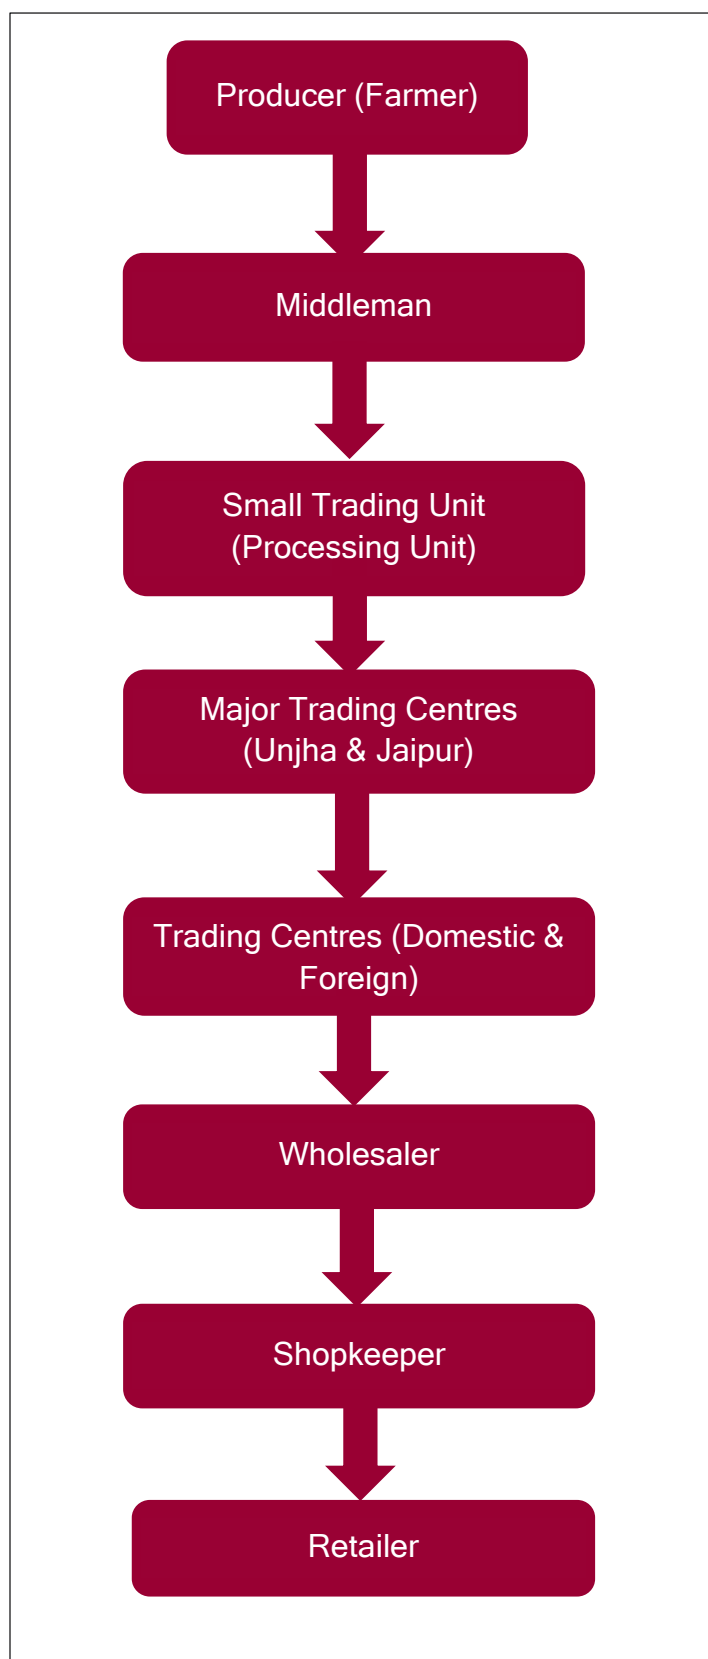 Producer (Farmer)
Middleman
Small Trading Unit
(Processing Unit)
Major Trading Centres
(Unjha & Jaipur)
Trading Centres (Domestic &
Foreign)
Wholesaler
Shopkeeper
Retailer